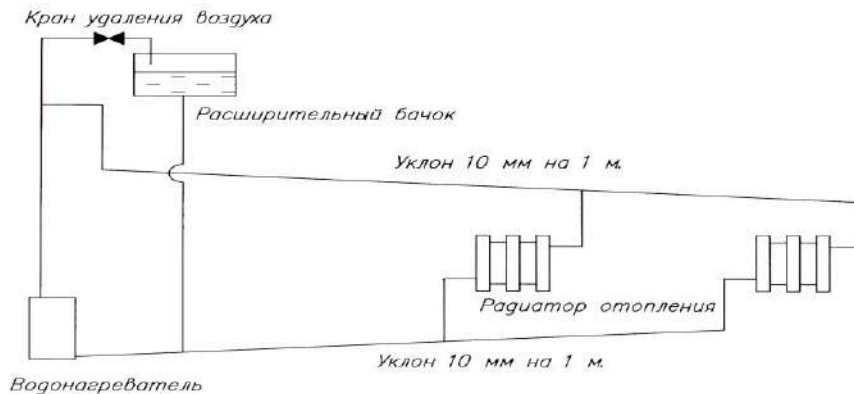 Кран удаления воздуха
Расширительный бачок
Уклон 10 мм на 1 м.
Радиатор отопления
Уклон 10 мм на 1 м.
Водонагреватель